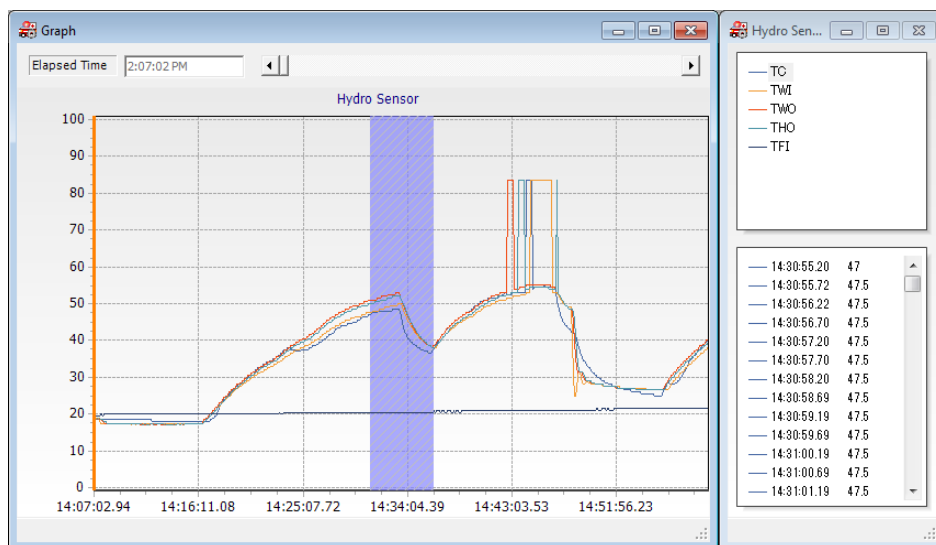 Graph
Elapsed Time 2:07:02 PM
Hydro Sensor
100
90
80
70
60
50
40
30
20
10
0
14:07:02.94 14:16:11.08 14:25:07.72 14:34:04.39 14:43:03.53 14:51:56.23
Hydro Sen...
TC
TWI
TWO
THO
TFI
14:30:55.20 47
14:30:55.72 47.5
14:30:56.22 47.5
14:30:56.70 47.5
14:30:57.20 47.5
14:30:57.70 47.5
14:30:58.20 47.5
14:30:58.69 47.5
14:30:59.19 47.5
14:30:59.69 47.5
14:31:00.19 47.5
14:31:00.69 47.5
14:31:01.19 47.5